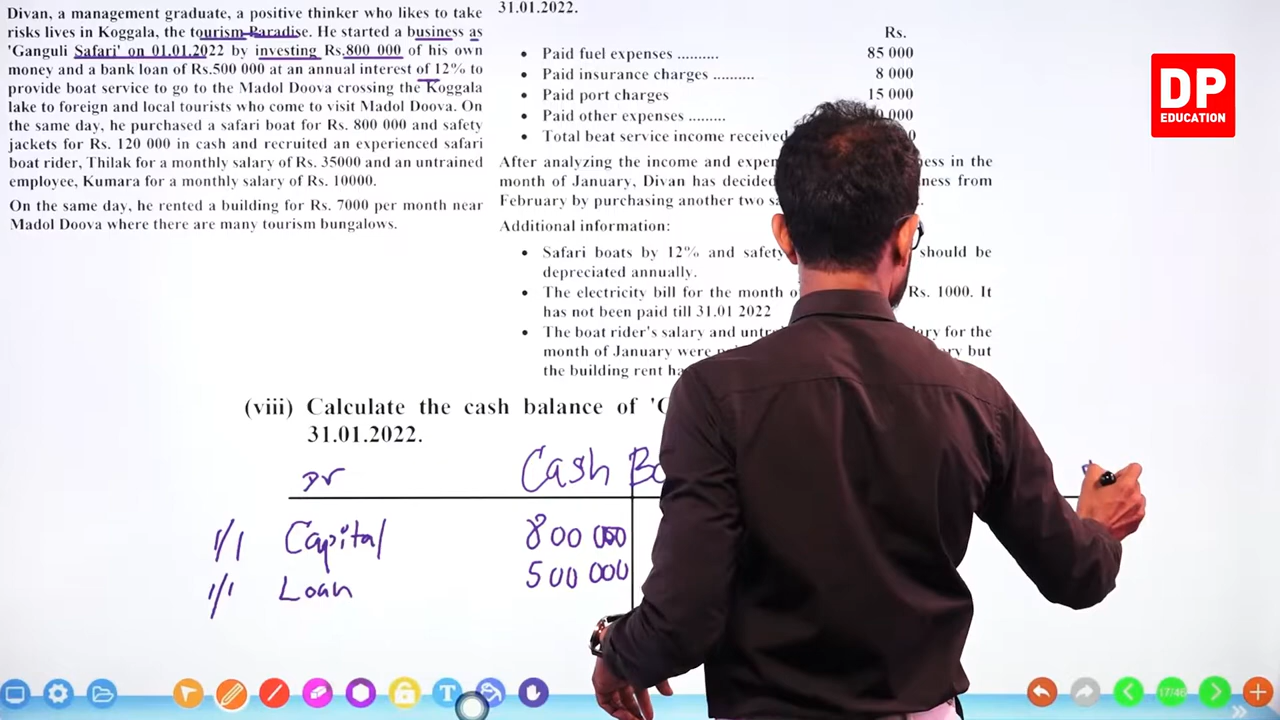 Divan, a management graduate, a positive thinker who likes to take
risks lives in Koggala, the tourism Paradise. He started a business as
'Ganguli Safari' on 01.01.2022 by investing Rs.800 000 of his own
money and a bank loan of Rs.500 000 at an annual interest of 12% to
provide boat service to go to the Madol Doova crossing the Koggala
lake to foreign and local tourists who come to visit Madol Doova. On
the same day, he purchased a safari boat for Rs. 800 000 and safety
jackets for Rs. 120 000 in cash and recruited an experienced safari
boat rider, Thilak for a monthly salary of Rs. 35000 and an untrained
employee, Kumara for a monthly salary of Rs. 10000.
On the same day, he rented a building for Rs. 7000 per month near
Madol Doova where there are many tourism bungalows.
31.01.2022.
Rs.
• Paid fuel expenses .......... 85 000
• Paid insurance charges .......... 8 000
• Paid port charges 15 000
• Paid other expenses .........
• Total beat service income received
After analyzing the income and in the
month of January, Divan has decided from
February by purchasing another two
Additional information:
• Safari boats by 12% and safety should be
depreciated annually.
• The electricity bill for the month Rs. 1000. It
has not been paid till 31.01 2022
• The boat rider's salary and for the
month of January were but
the building rent
(viii) Calculate the cash balance of
31.01.2022.
Dr Cash
1/1 Capital 800 000
1/1 Loan 500 000
DP
EDUCATION
T
17/46